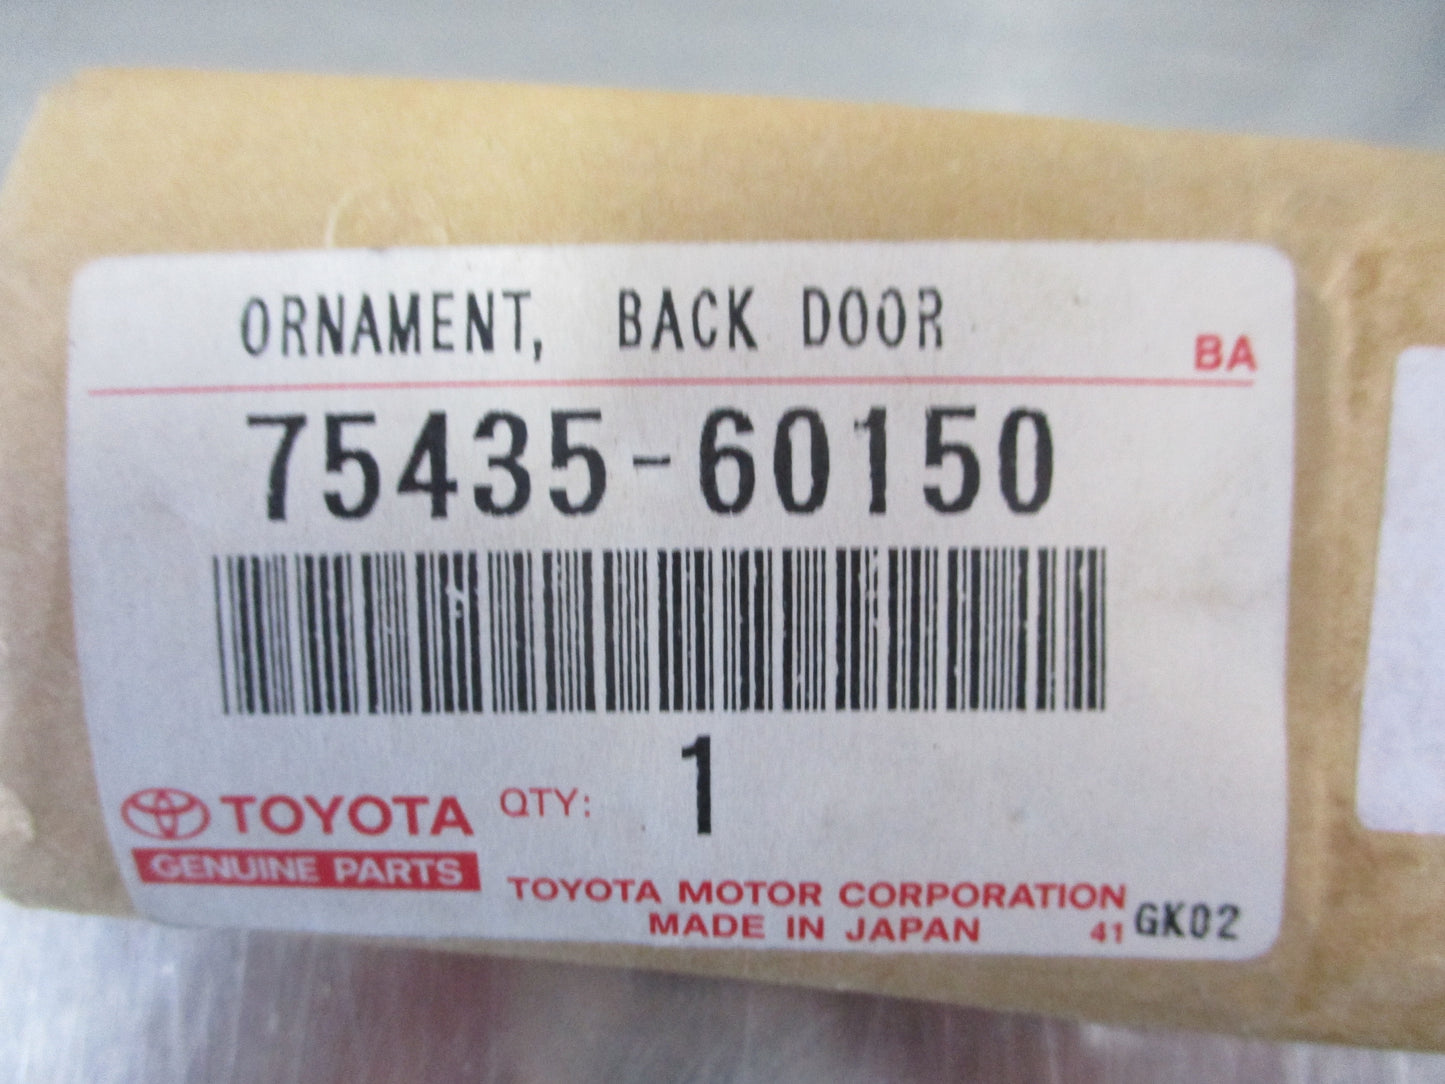 ORNAMENT, BACK DOOR
BA
75435-60150
1
TOYOTA QTY:
GENUINE PARTS
TOYOTA MOTOR CORPORATION
MADE IN JAPAN 41 GK02